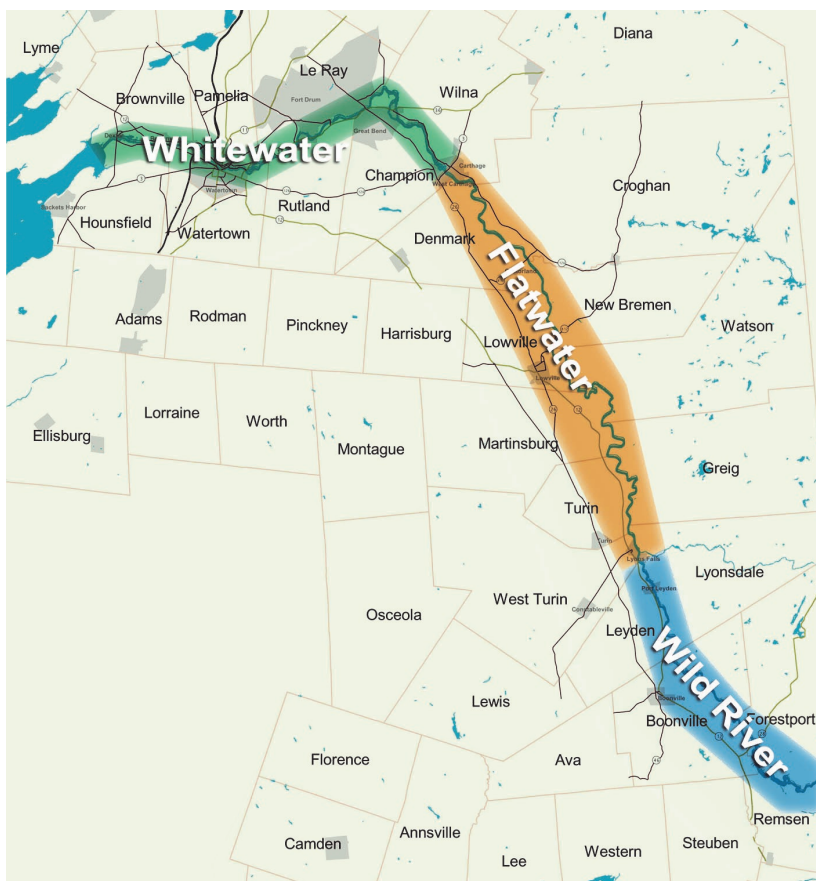 Diana
Lyme
Le Ray
Wilna
Brownville
Pamelia
Fort Drum
Great Bend
Whitewater
Carthage
West Carthage
Champion
Croghan
Watertown
Rutland
Sackets Harbor
Hounsfield
Watertown
Denmark
Flatwater
New Bremen
Adams
Rodman
Pinckney
Harrisburg
Lowville
Watson
Lowville
Lorraine
Worth
Ellisburg
Montague
Martinsburg
Greig
Turin
Turin
Lyons Falls
Lyonsdale
Port Leyden
West Turin
Constableville
Osceola
Leyden
Wild River
Lewis
Boonville
Boonville
Forestport
Florence
Ava
Remsen
Camden
Annsville
Steuben
Lee
Western